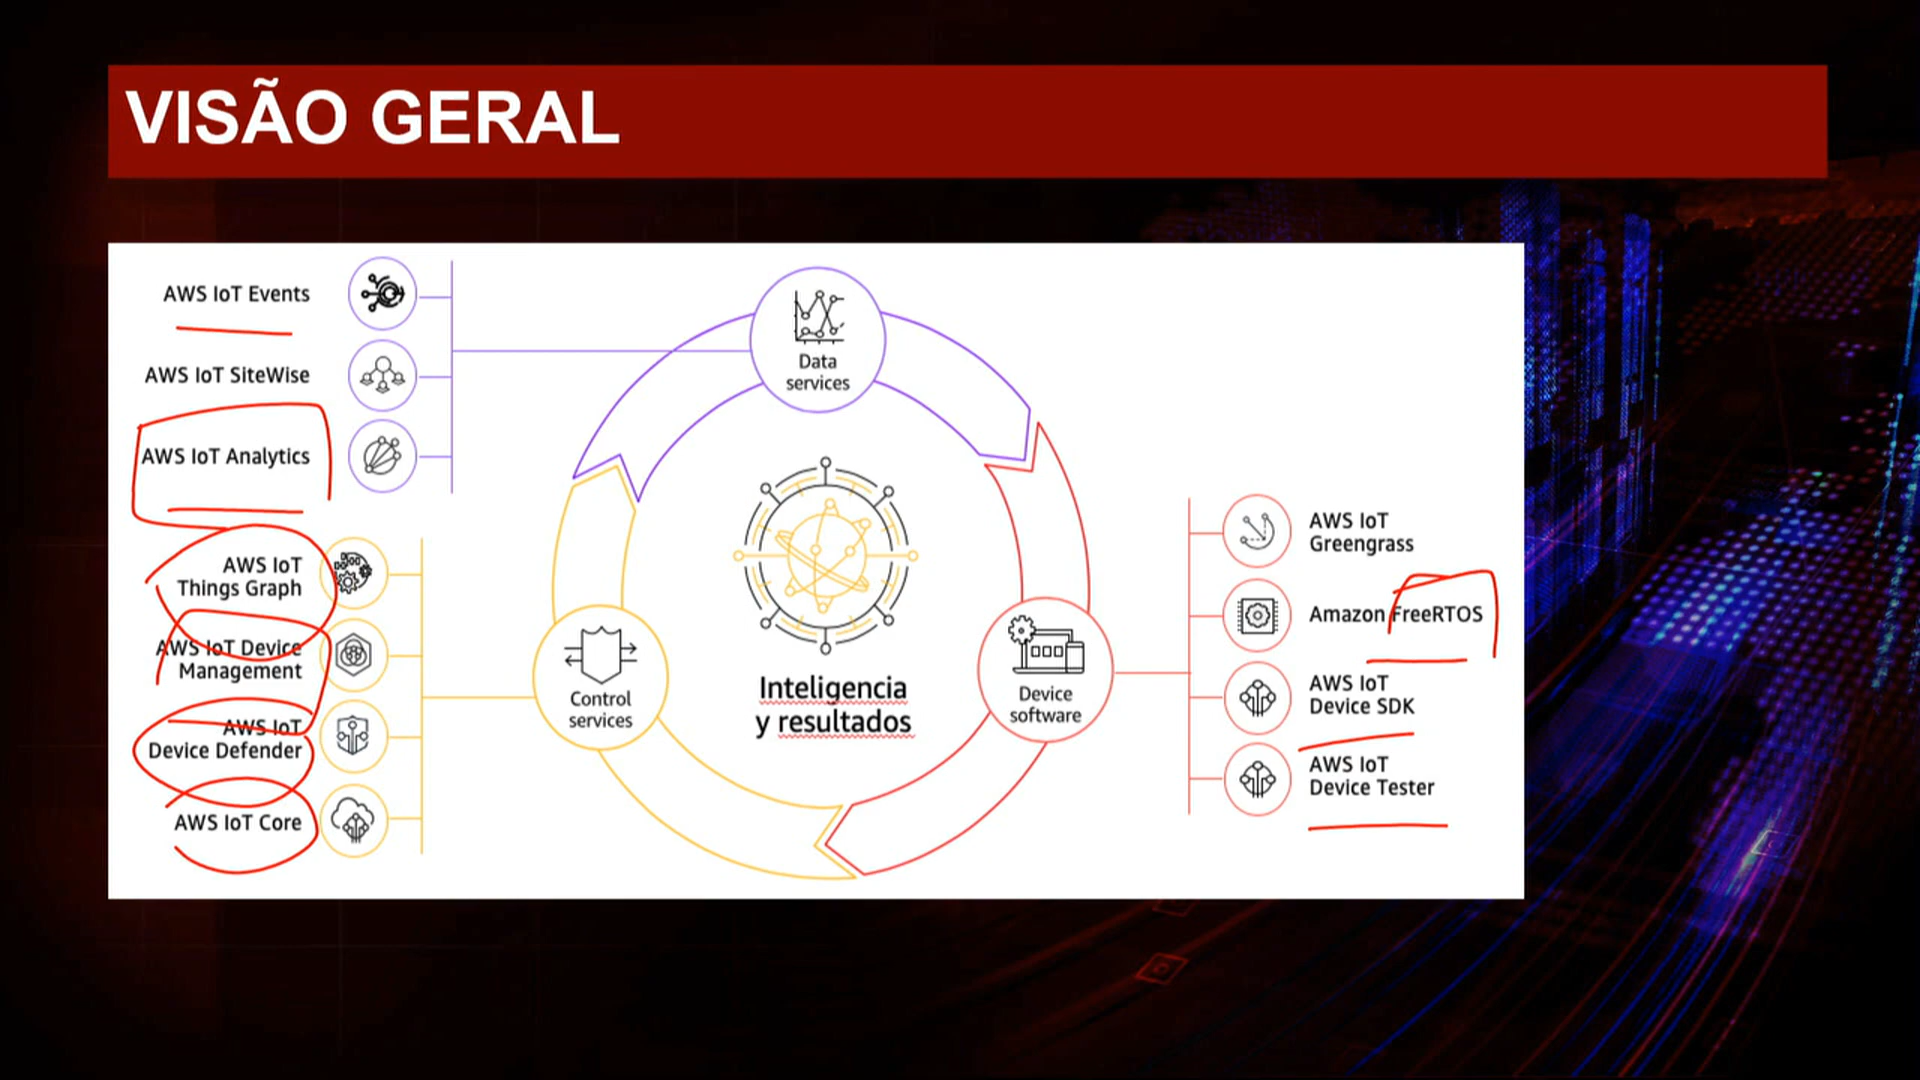 VISÃO GERAL
AWS IoT Events
AWS IoT SiteWise
AWS IoT Analytics
AWS IoT
Things Graph
AWS IoT Device
Management
AWS IoT
Device Defender
AWS IoT Core
Data
services
Control
services
Inteligencia
y resultados
Device
software
AWS IoT
Greengrass
Amazon FreeRTOS
AWS IoT
Device SDK
AWS IoT
Device Tester